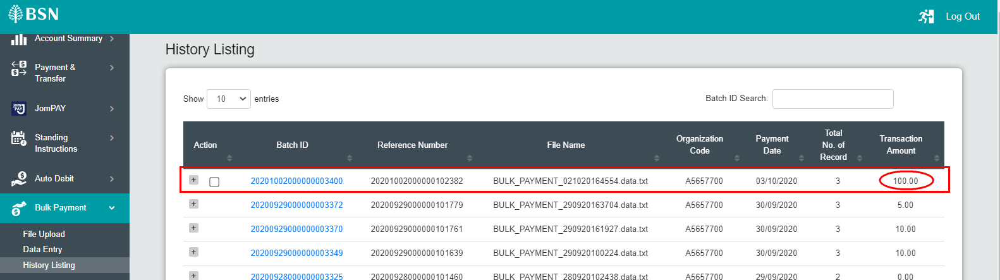 BSN
Log Out
Account Summary
Payment &
Transfer
JomPAY
Standing
Instructions
Auto Debit
Bulk Payment
File Upload
Data Entry
History Listing
History Listing
Show 10 entries
Batch ID Search:
Action Batch ID Reference Number File Name Organization Code Payment Date Total No. of Record Transaction Amount
+ 20201002000000003400 20201002000000102382 BULK_PAYMENT_021020164554.data.txt A5657700 03/10/2020 3 100.00
+ 20200929000000003372 20200929000000101779 BULK_PAYMENT_290920163704.data.txt A5657700 30/09/2020 3 5.00
+ 20200929000000003370 20200929000000101761 BULK_PAYMENT_290920161927.data.txt A5657700 30/09/2020 3 10.00
+ 20200929000000003349 20200929000000101639 BULK_PAYMENT_290920100224.data.txt A5657700 30/09/2020 3 10.00
+ 20200928000000003325 20200928000000101460 BULK_PAYMENT_280920102438.data.txt A5657700 29/09/2020 2 0.00